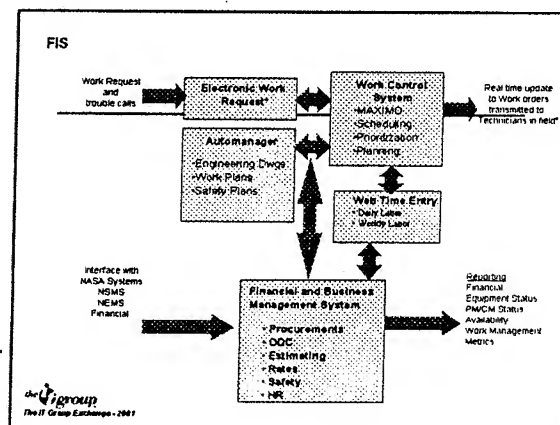 FIS
Work Request
and
trouble calls
Electronic Work
Request*
Work Control
System
•MAXIMO
•Scheduling
•Prioritization
•Planning
Real time update
to Work orders
transmitted to
Technicians in field*
Automanager
•Engineering Dwgs
•Work Plans
•Safety Plans
Web Time Entry
• Daily Labor
• Weekly Labor
Interface with
NASA Systems
NSMS
NEMS
Financial
Financial and Business
Management System
• Procurements
• ODC
• Estimating
• Rates
• Safety
• HR
Reporting
Financial
Equipment Status
PM/CM Status
Availability
Work Management
Metrics
the
igroup
The IT Group Exchange - 2001